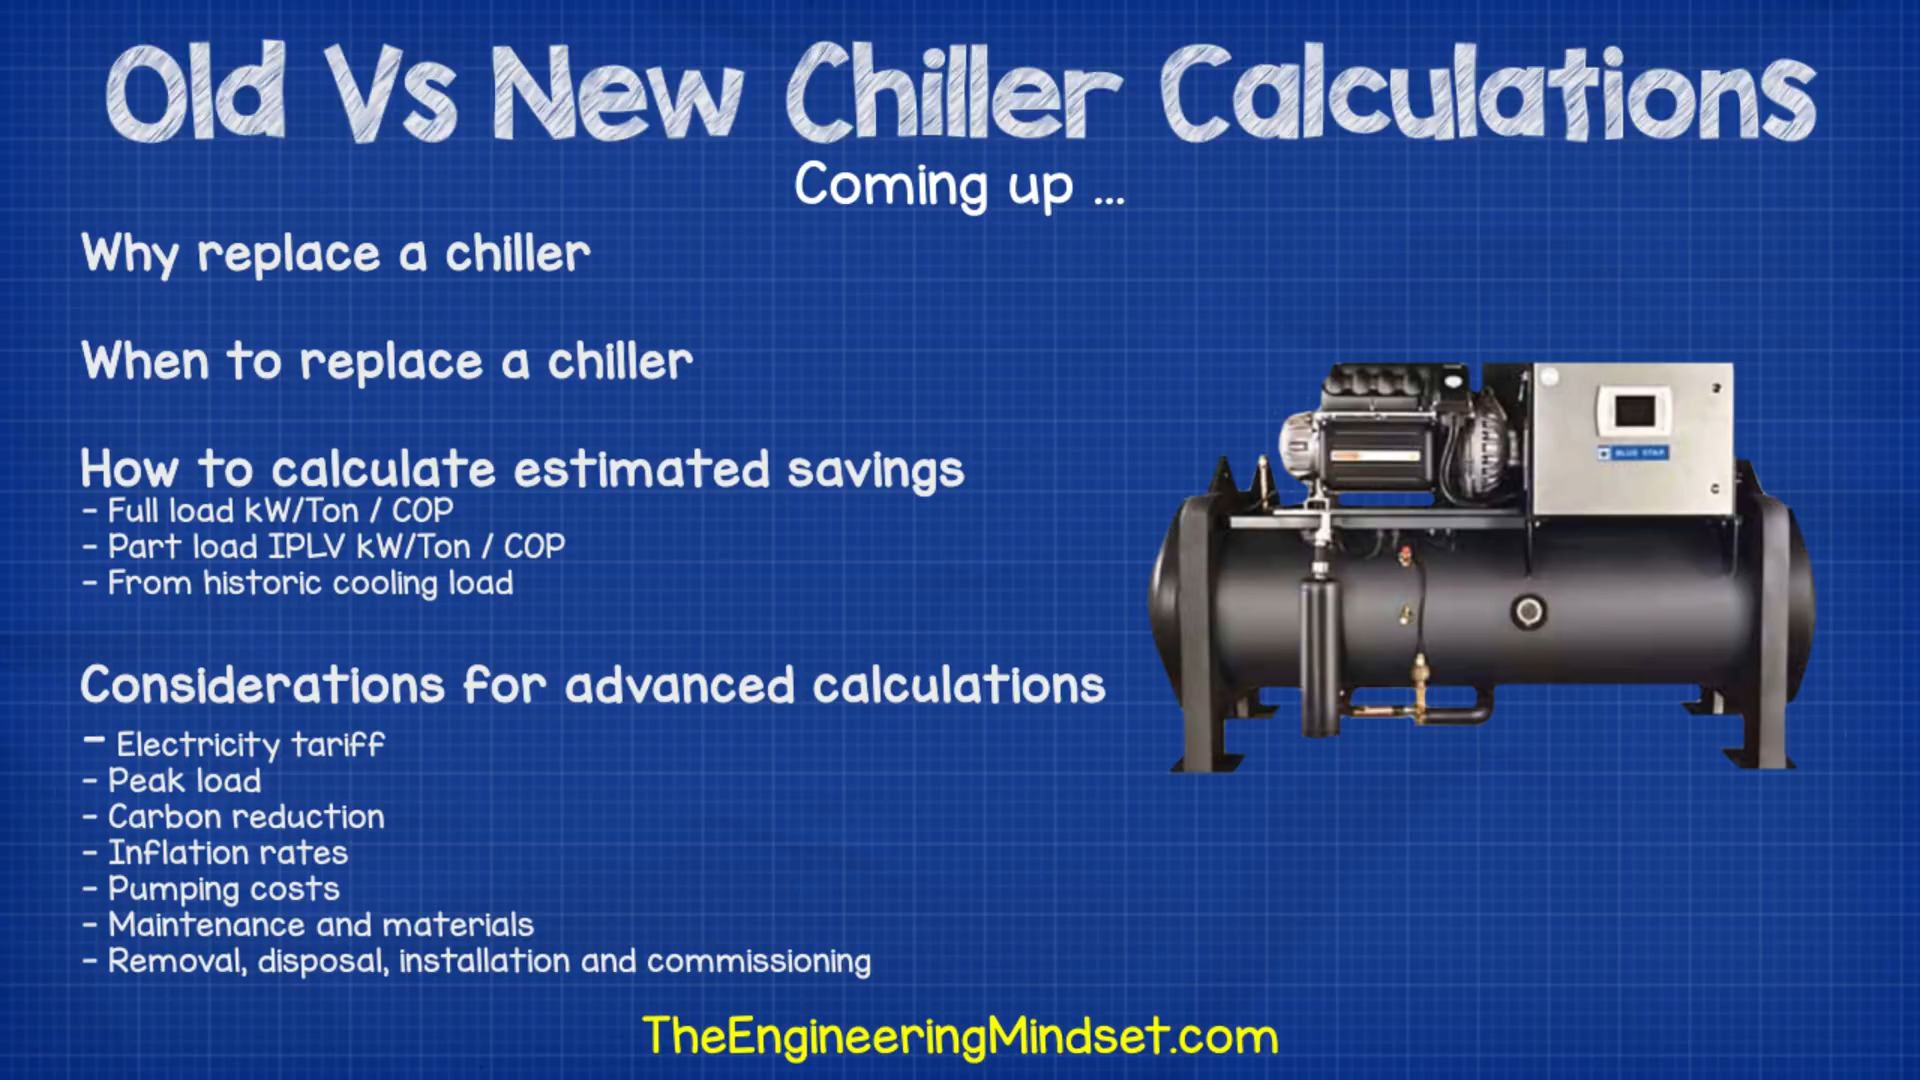 Old Vs New Chiller Calculations
Coming up ...
Why replace a chiller
When to replace a chiller
How to calculate estimated savings
- Full load kW/Ton / COP
- Part load IPLV kW/Ton / COP
- From historic cooling load
Considerations for advanced calculations
- Electricity tariff
- Peak load
- Carbon reduction
- Inflation rates
- Pumping costs
- Maintenance and materials
- Removal, disposal, installation and commissioning
BLUE STAR
TheEngineeringMindset.com